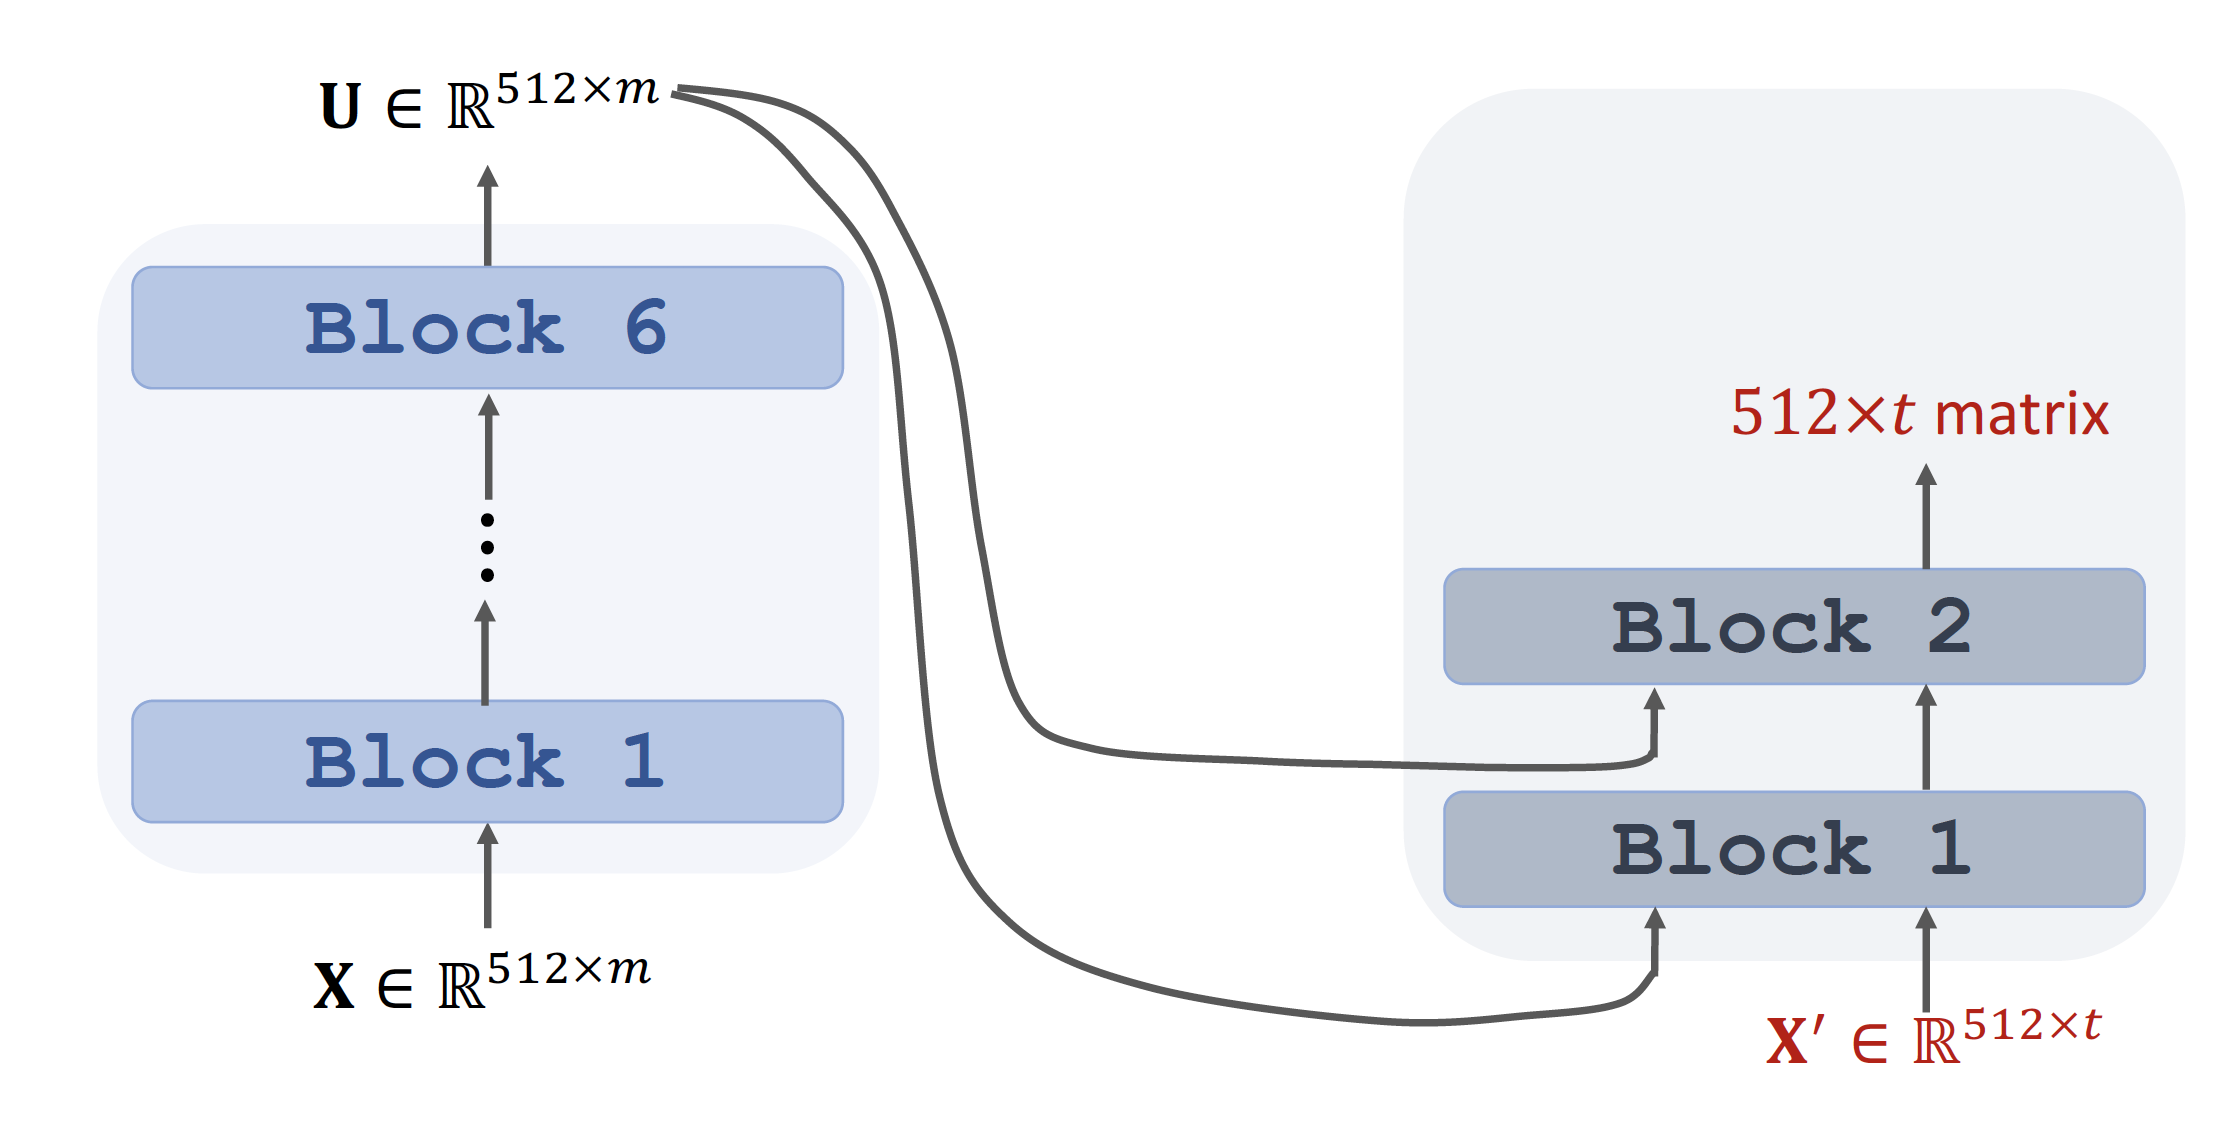 𝐔 ∈ ℝ^{512×m}
Block 6
Block 1
𝐗 ∈ ℝ^{512×m}
512×t matrix
Block 2
Block 1
𝐗′ ∈ ℝ^{512×t}